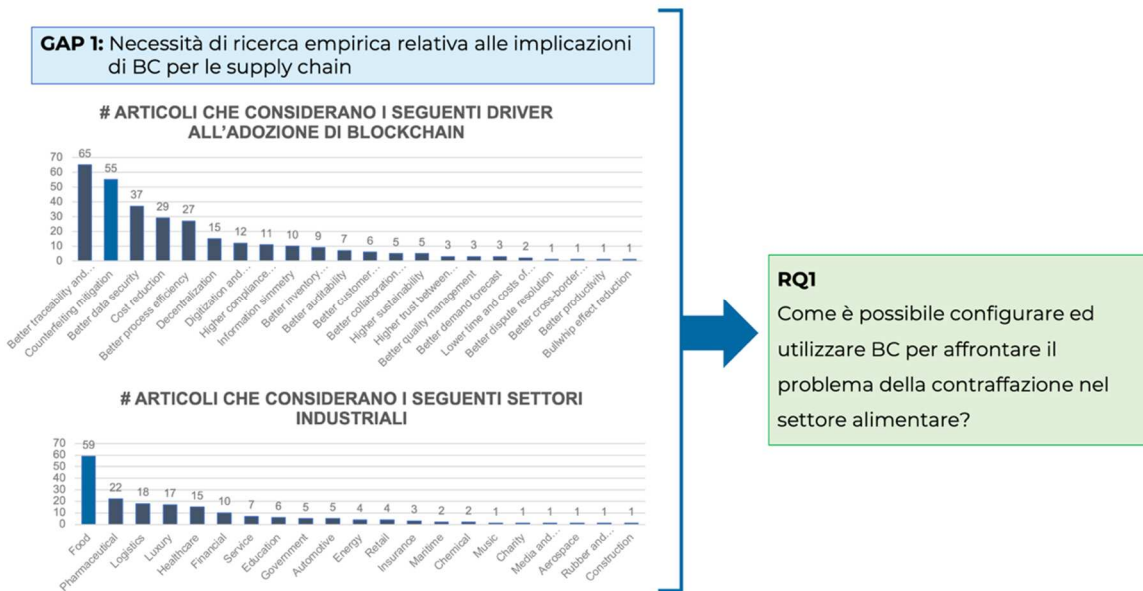 GAP 1: Necessità di ricerca empirica relativa alle implicazioni
di BC per le supply chain
# ARTICOLI CHE CONSIDERANO I SEGUENTI DRIVER
ALL'ADOZIONE DI BLOCKCHAIN
70
60
50
40
30
20
10
0
65
55
37
29
27
15
12
11
10
9
7
6
5
5
3
3
3
2
1
1
1
1
Better traceability and...
Counterfeiting mitigation
Better data security
Cost reduction
Better process efficiency
Decentralization
Digitization and...
Higher compliance...
Information simmetry
Better inventory...
Better auditability
Better customer...
Better collaboration...
Higher sustainability
Higher trust between...
Better quality management
Better demand forecast
Lower time and costs of...
Better dispute resolution
Better cross-border...
Better productivity
Bullwhip effect reduction
# ARTICOLI CHE CONSIDERANO I SEGUENTI SETTORI
INDUSTRIALI
70
60
50
40
30
20
10
0
59
22
18
17
15
10
7
6
5
5
4
4
3
2
2
1
1
1
1
1
1
Food
Pharmaceutical
Logistics
Luxury
Healthcare
Financial
Service
Education
Government
Automotive
Energy
Retail
Insurance
Maritime
Chemical
Music
Charity
Media and...
Aerospace
Rubber and...
Construction
RQ1
Come è possibile configurare ed
utilizzare BC per affrontare il
problema della contraffazione nel
settore alimentare?